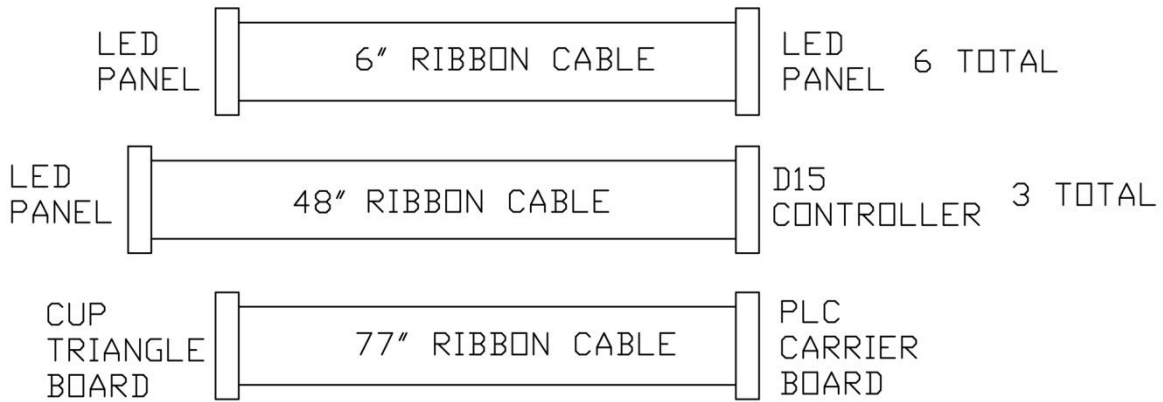 LED
PANEL
6" RIBBON CABLE
LED
PANEL
6 TOTAL
LED
PANEL
48" RIBBON CABLE
D15
CONTROLLER
3 TOTAL
CUP
TRIANGLE
BOARD
77" RIBBON CABLE
PLC
CARRIER
BOARD